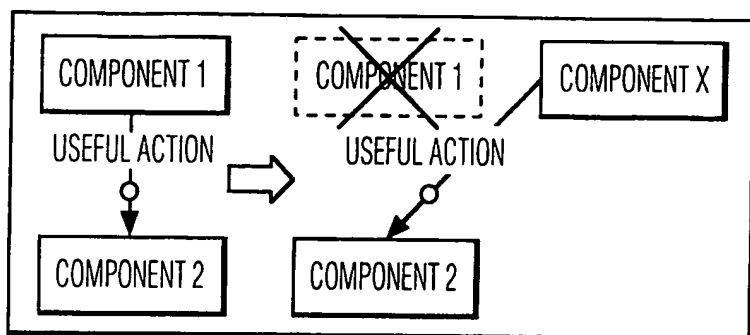 COMPONENT 1
USEFUL ACTION
COMPONENT 2
COMPONENT 1
COMPONENT X
USEFUL ACTION
COMPONENT 2